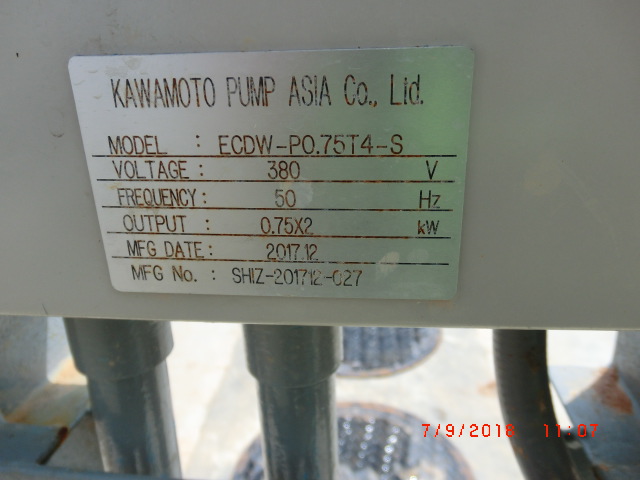 KAWAMOTO PUMP ASIA Co., Ltd.
MODEL : ECDW-P0.75T4-S
VOLTAGE: 380 V
FREQUENCY: 50 Hz
OUTPUT : 0.75X2 kW
MFG DATE: 2017.12
MFG No. : SHIZ-201712-027
7/9/2018 11:07